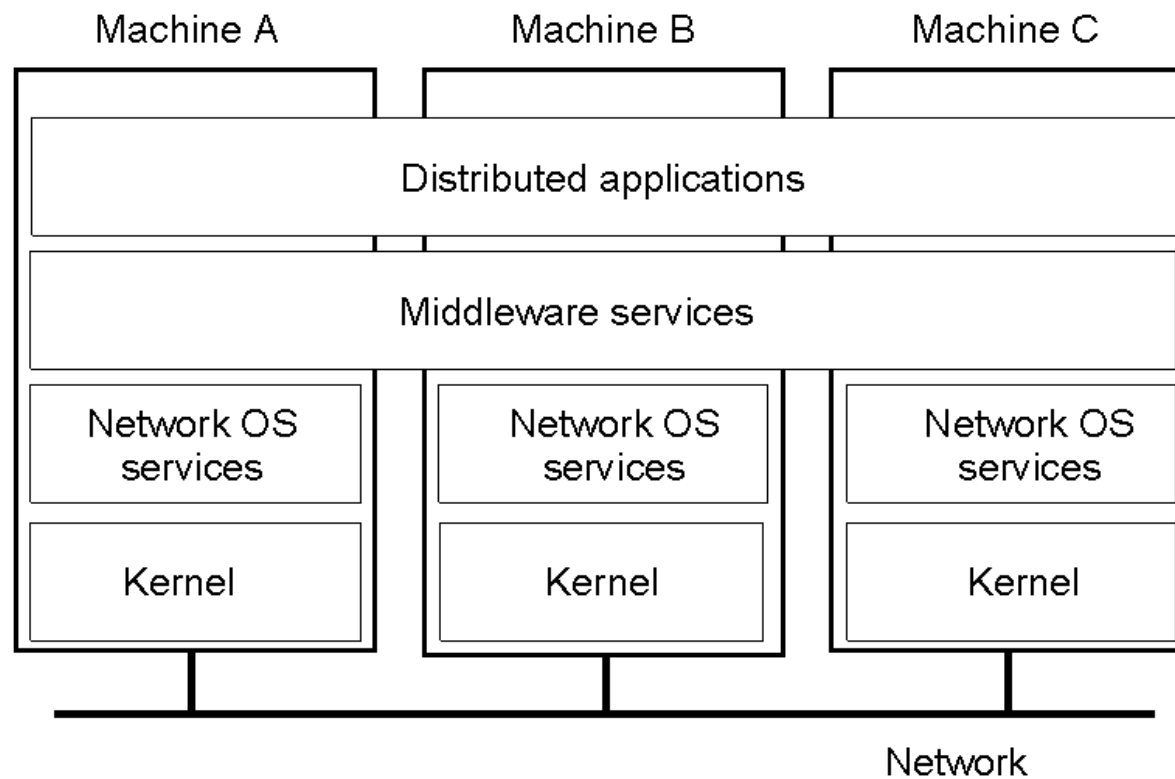 Machine A
Machine B
Machine C
Distributed applications
Middleware services
Network OS
services
Network OS
services
Network OS
services
Kernel
Kernel
Kernel
Network